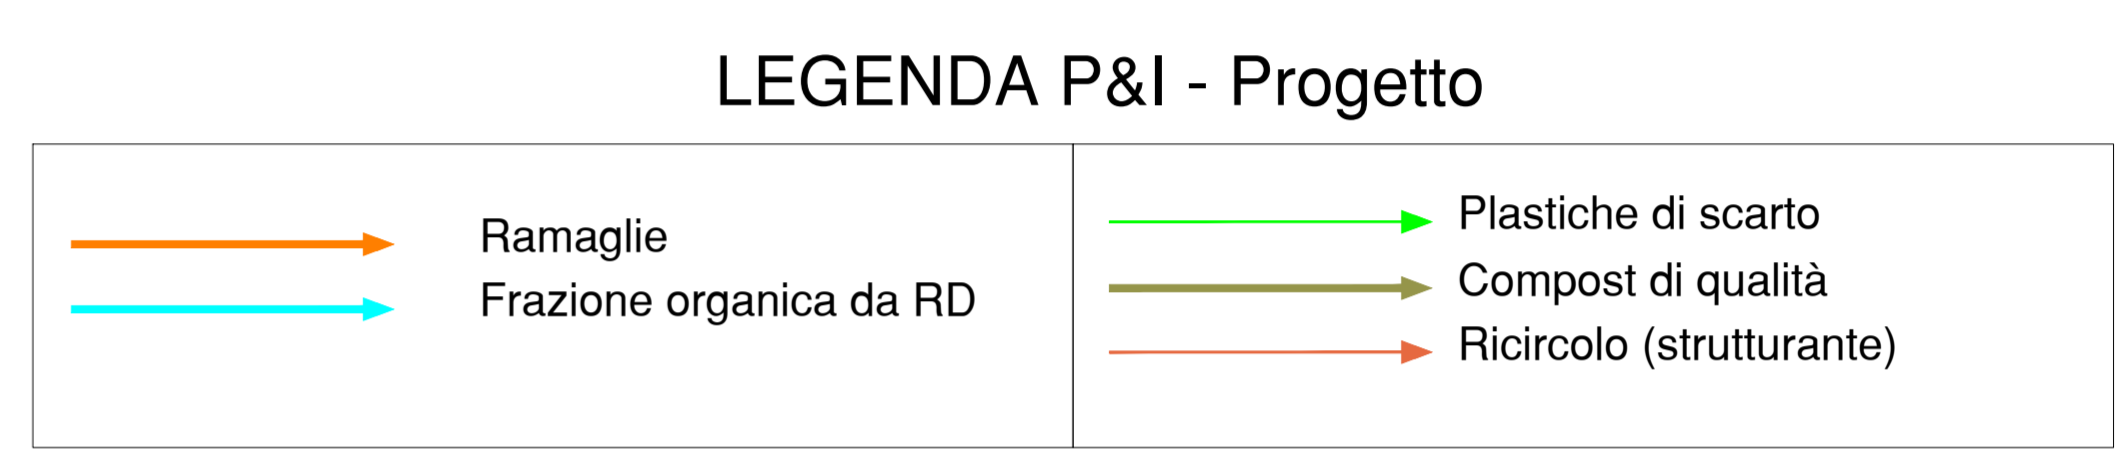 LEGENDA P&I - Progetto
Ramaglie
Frazione organica da RD
Plastiche di scarto
Compost di qualità
Ricircolo (strutturante)